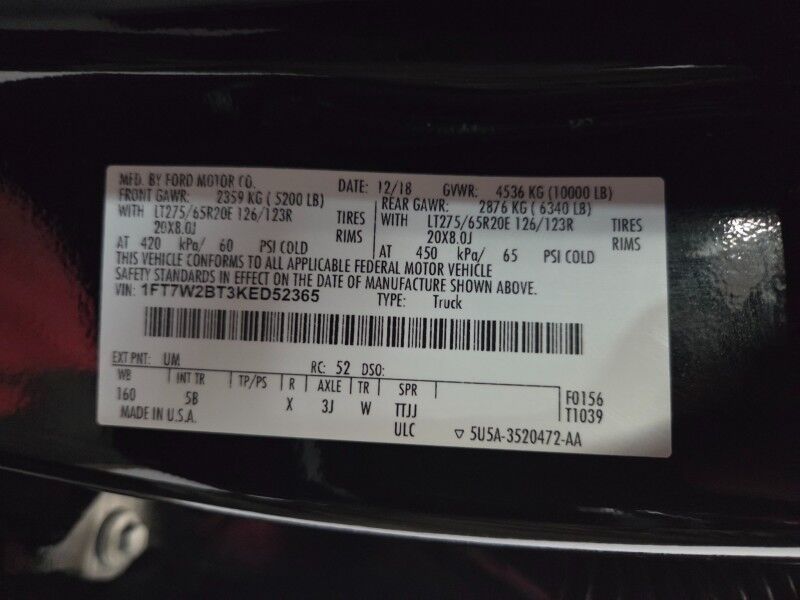 MFD. BY FORD MOTOR CO. DATE: 12/18 GVWR: 4536 KG (10000 LB)
FRONT GAWR: 2359 KG ( 5200 LB) REAR GAWR: 2876 KG ( 6340 LB)
WITH LT275/65R20E 126/123R TIRES WITH LT275/65R20E 126/123R TIRES
20X8.0J RIMS 20X8.0J RIMS
AT 420 kPa/ 60 PSI COLD AT 450 kPa/ 65 PSI COLD
THIS VEHICLE CONFORMS TO ALL APPLICABLE FEDERAL MOTOR VEHICLE
SAFETY STANDARDS IN EFFECT ON THE DATE OF MANUFACTURE SHOWN ABOVE.
VIN: 1FT7W2BT3KED52365 TYPE: Truck
EXT PNT: UM RC: 52 DSO:
WB INT TR TP/PS R AXLE TR SPR F0156
160 5B X 3J W TTJJ T1039
MADE IN U.S.A. ULC ▽ 5U5A-3520472-AA